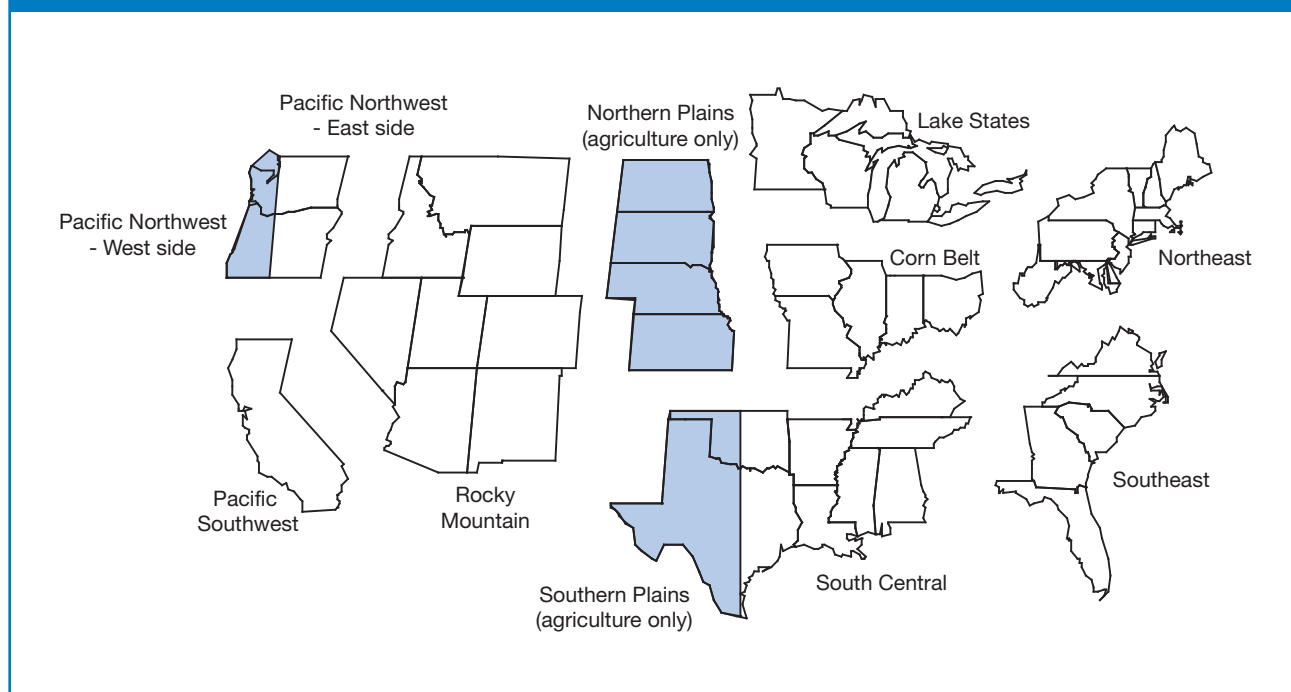 Pacific Northwest
- East side
Northern Plains
(agriculture only)
Lake States
Pacific Northwest
- West side
Corn Belt
Northeast
Pacific
Southwest
Rocky
Mountain
Southeast
South Central
Southern Plains
(agriculture only)